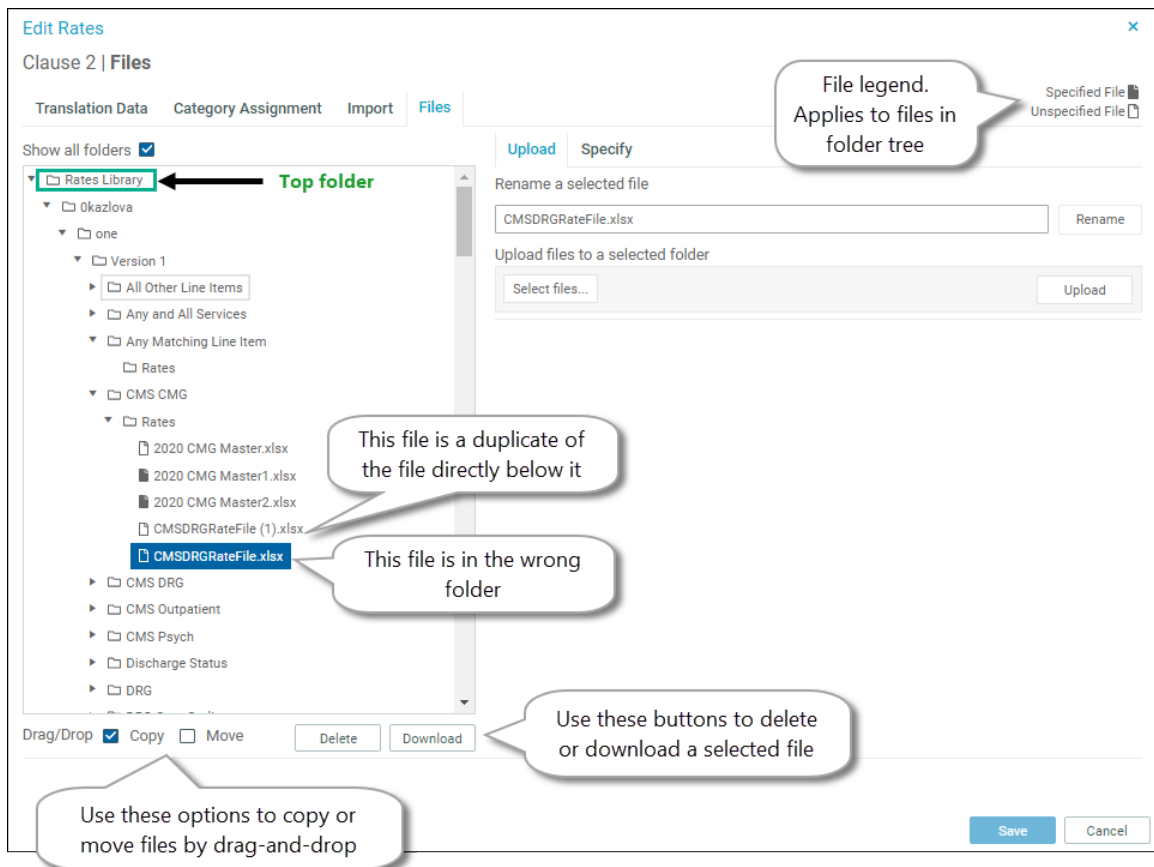 Edit Rates
×
Clause 2 | Files
Translation Data Category Assignment Import Files
File legend.
Applies to files in
folder tree
Specified File
Unspecified File
Show all folders
Rates Library
Top folder
0kazlova
one
Version 1
All Other Line Items
Any and All Services
Any Matching Line Item
Rates
CMS CMG
Rates
2020 CMG Master.xlsx
2020 CMG Master1.xlsx
2020 CMG Master2.xlsx
CMSDRGRateFile (1).xlsx
CMSDRGRateFile.xlsx
CMS DRG
CMS Outpatient
CMS Psych
Discharge Status
DRG
This file is a duplicate of
the file directly below it
This file is in the wrong
folder
Upload Specify
Rename a selected file
CMSDRGRateFile.xlsx Rename
Upload files to a selected folder
Select files... Upload
Drag/Drop Copy Move Delete Download
Use these buttons to delete
or download a selected file
Use these options to copy or
move files by drag-and-drop
Save Cancel